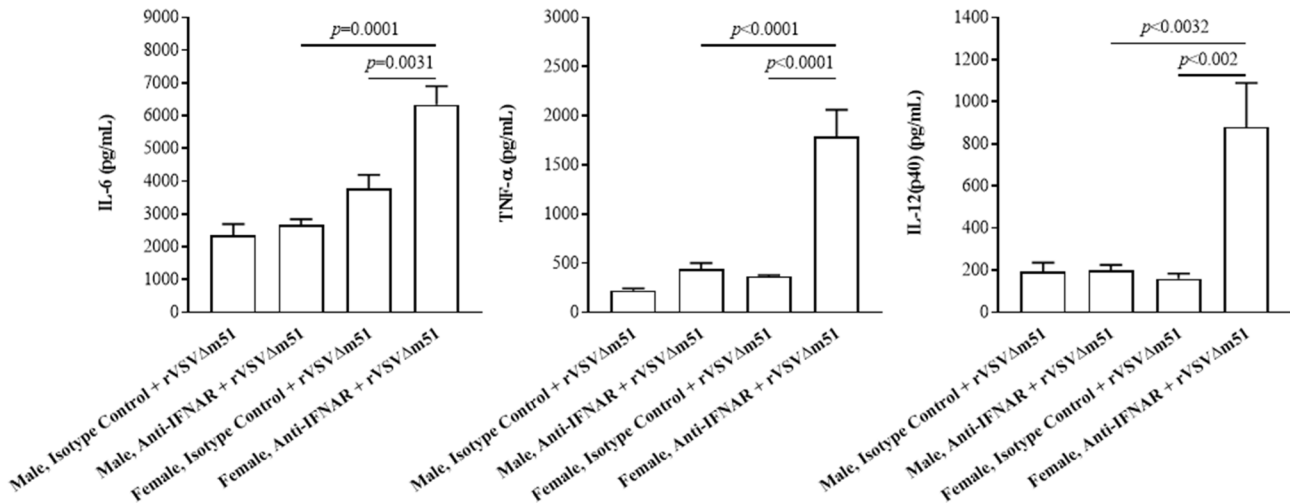 IL-6 (pg/mL)
9000
8000
7000
6000
5000
4000
3000
2000
1000
0
p=0.0001
p=0.0031
Male, Isotype Control + rVSVΔm51
Male, Anti-IFNAR + rVSVΔm51
Female, Isotype Control + rVSVΔm51
Female, Anti-IFNAR + rVSVΔm51
TNF-α (pg/mL)
3000
2500
2000
1500
1000
500
0
p<0.0001
p<0.0001
Male, Isotype Control + rVSVΔm51
Male, Anti-IFNAR + rVSVΔm51
Female, Isotype Control + rVSVΔm51
Female, Anti-IFNAR + rVSVΔm51
IL-12(p40) (pg/mL)
1400
1200
1000
800
600
400
200
0
p<0.0032
p<0.002
Male, Isotype Control + rVSVΔm51
Male, Anti-IFNAR + rVSVΔm51
Female, Isotype Control + rVSVΔm51
Female, Anti-IFNAR + rVSVΔm51